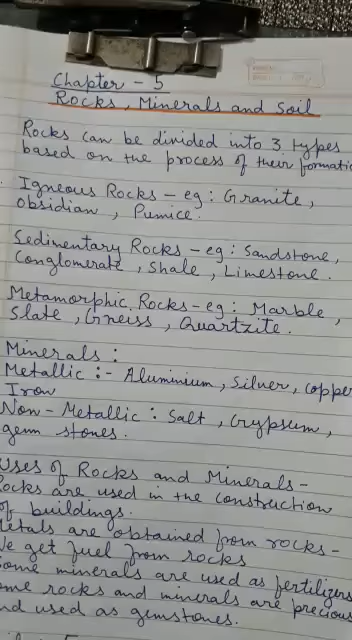 Chapter - 5
Rocks, Minerals and Soil
Rocks can be divided into 3 types
based on the process of their formatio
Igneous Rocks - eg: Granite,
obsidian, Pumice.
Sedimentary Rocks - eg: Sandstone,
Conglomerate, Shale, Limestone.
Metamorphic Rocks - eg: Marble,
Slate, Gneiss, Quartzite.
Minerals:
Metallic :- Aluminium, Silver, Copper
Iron
Non-Metallic: Salt, Gypsum,
gem stones.
Uses of Rocks and Minerals-
Rocks are used in the construction
of buildings.
Metals are obtained from rocks-
We get fuel from rocks
Some minerals are used as fertilizers
ome rocks and minerals are precious
nd used as gemstones.